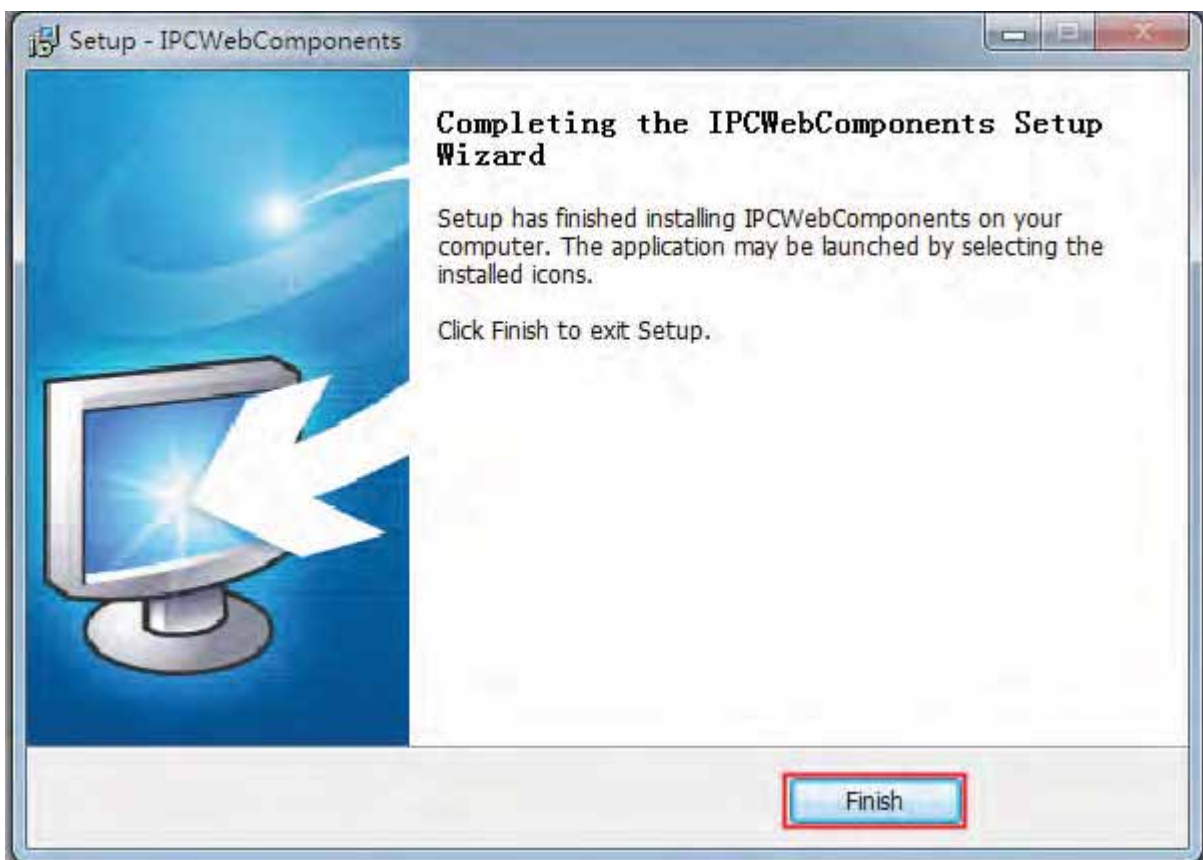 Setup - IPCWebComponents
Completing the IPCWebComponents Setup
Wizard
Setup has finished installing IPCWebComponents on your
computer. The application may be launched by selecting the
installed icons.
Click Finish to exit Setup.
Finish